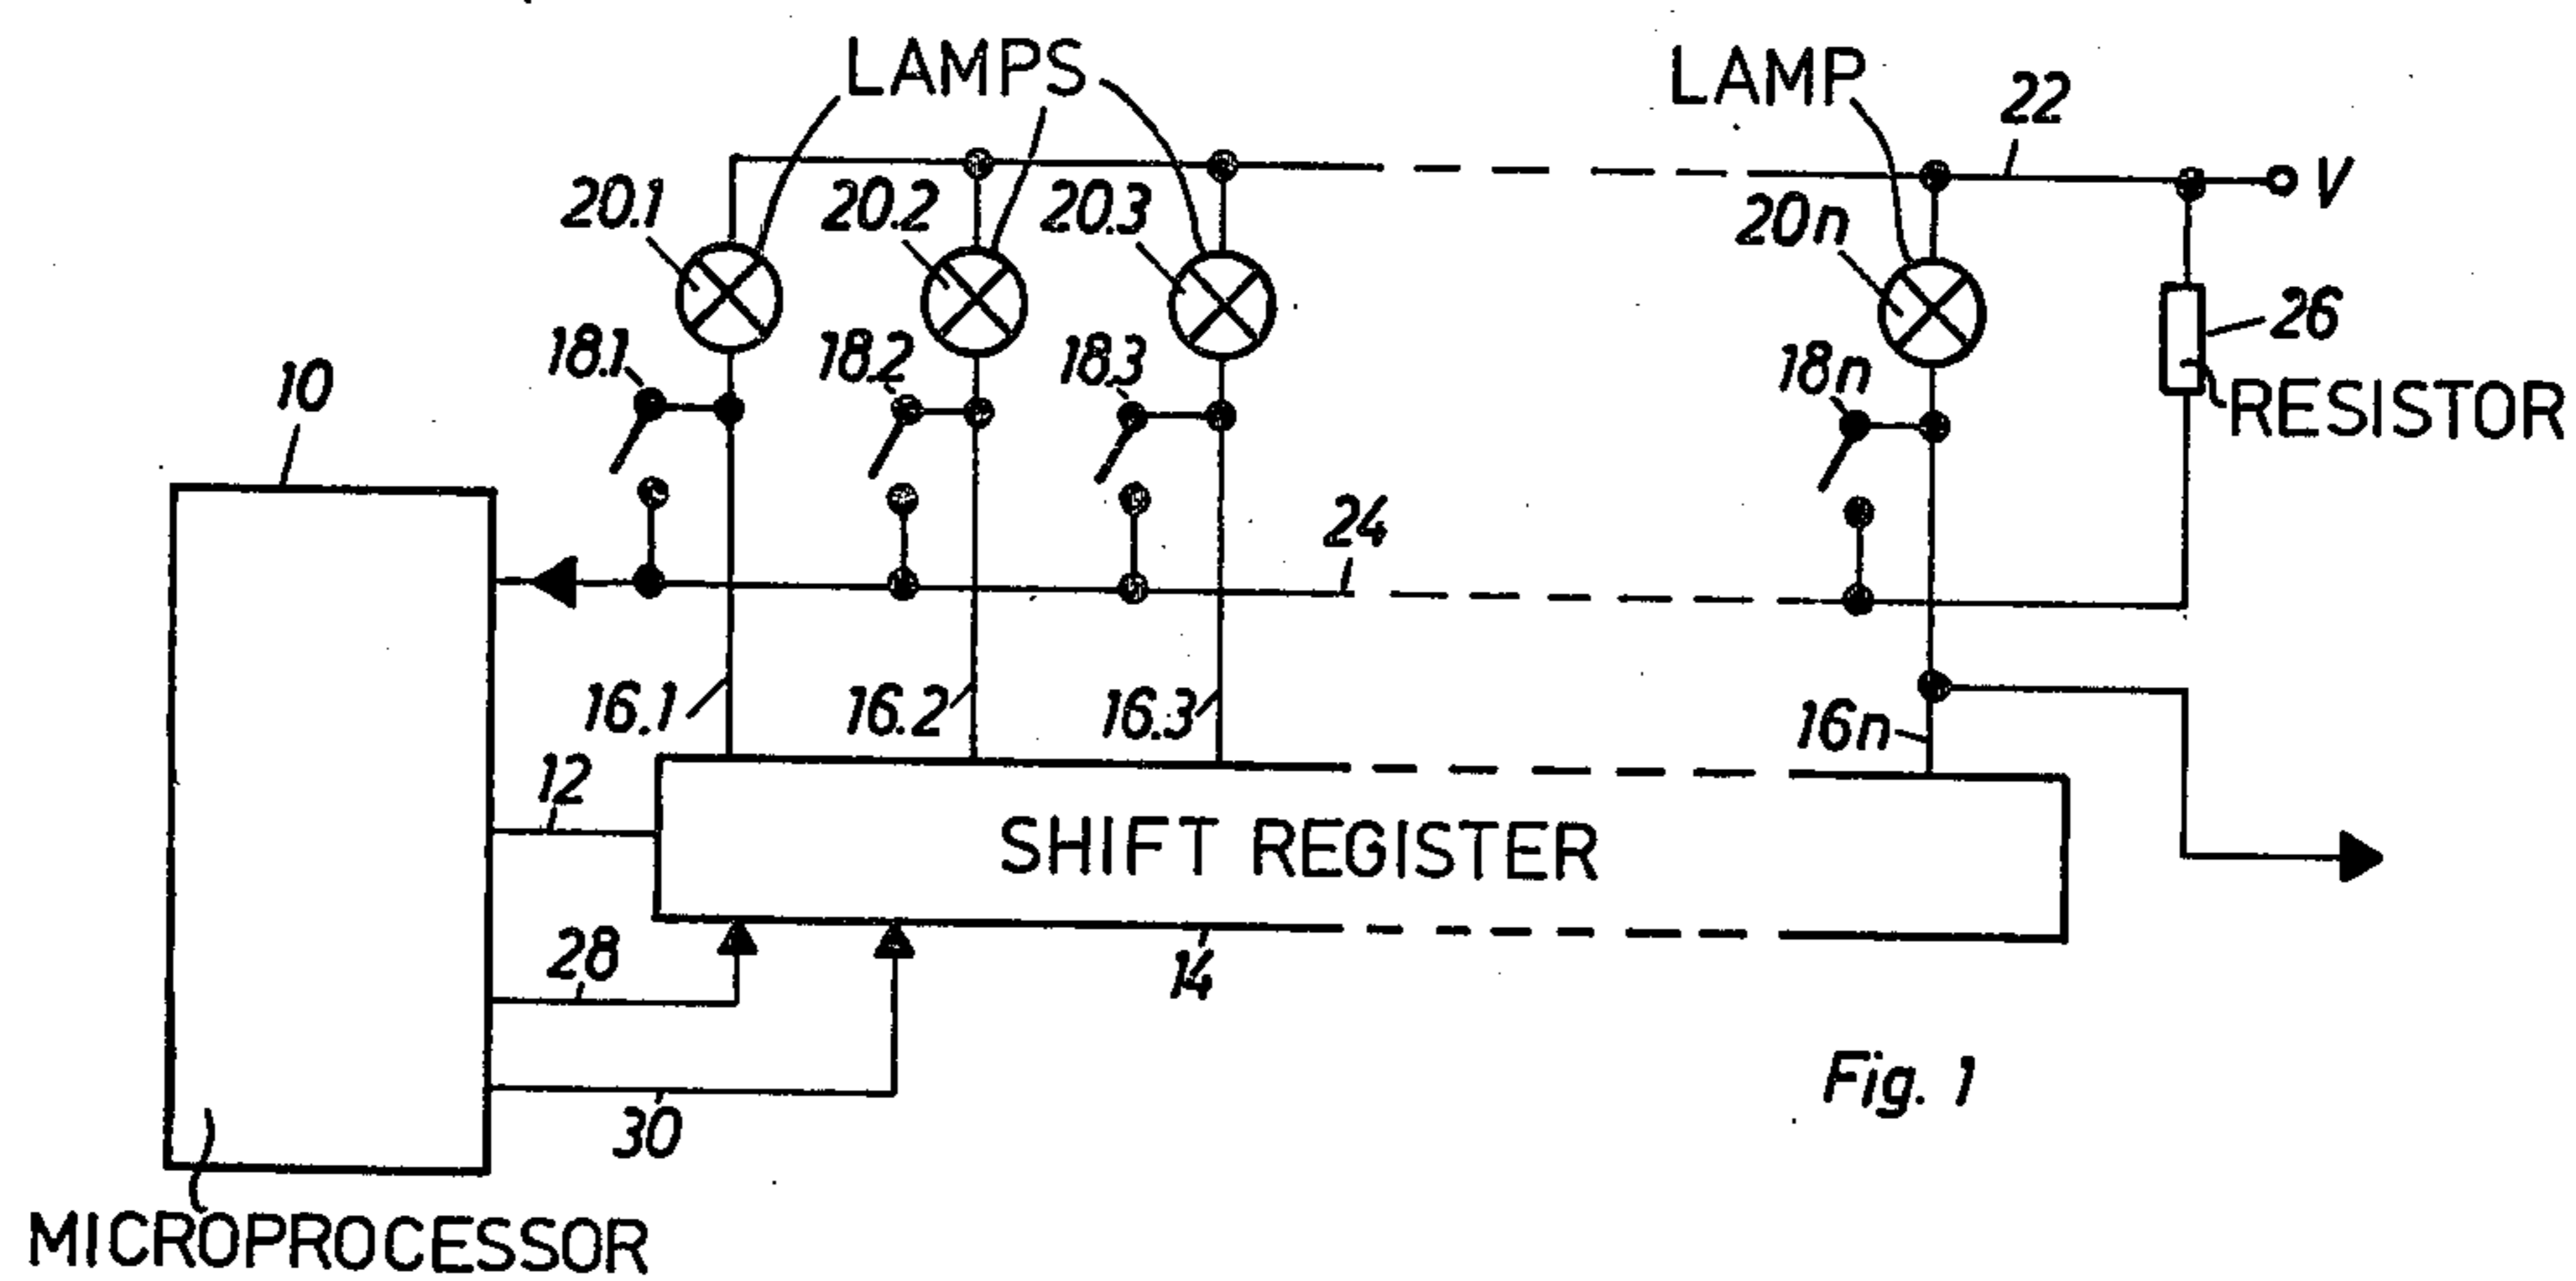 LAMPS
LAMP
22
V
20.1
20.2
20.3
20n
26
RESISTOR
18.1
18.2
18.3
18n
10
24
16.1
16.2
16.3
16n
12
SHIFT REGISTER
28
14
30
Fig. 1
MICROPROCESSOR